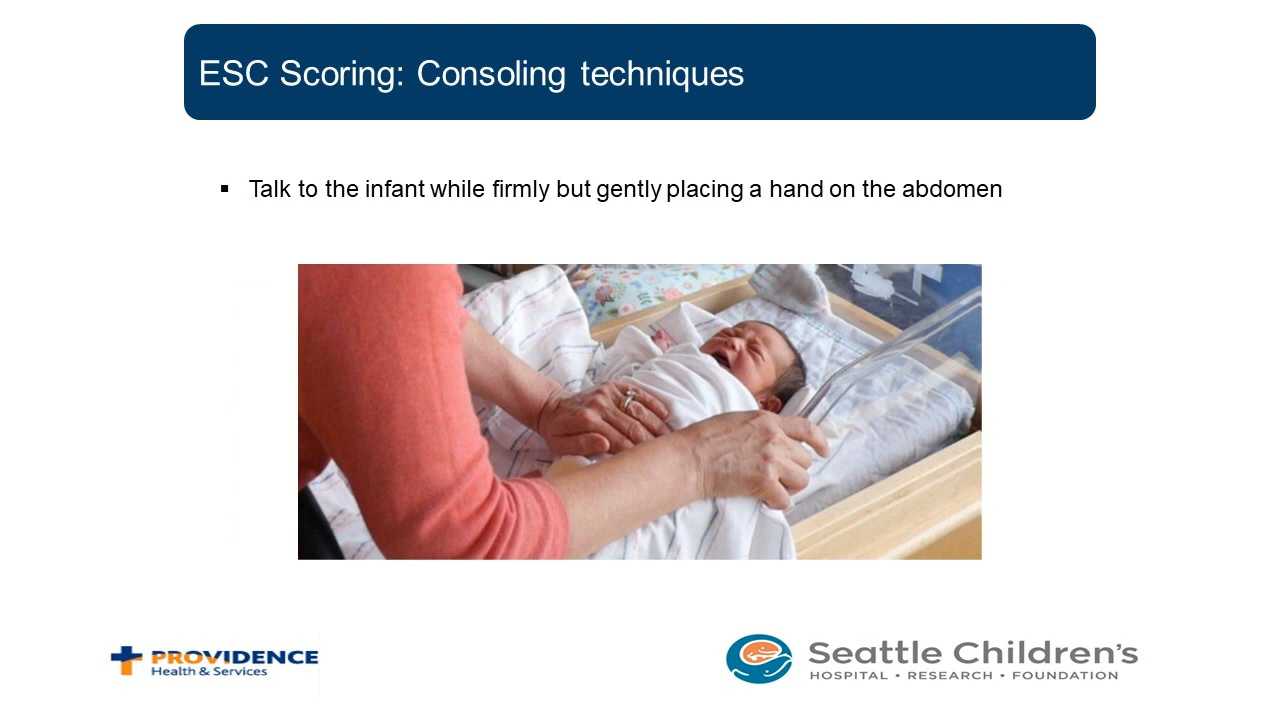 ESC Scoring: Consoling techniques
▪ Talk to the infant while firmly but gently placing a hand on the abdomen
PROVIDENCE
Health & Services
Seattle Children's
HOSPITAL • RESEARCH • FOUNDATION